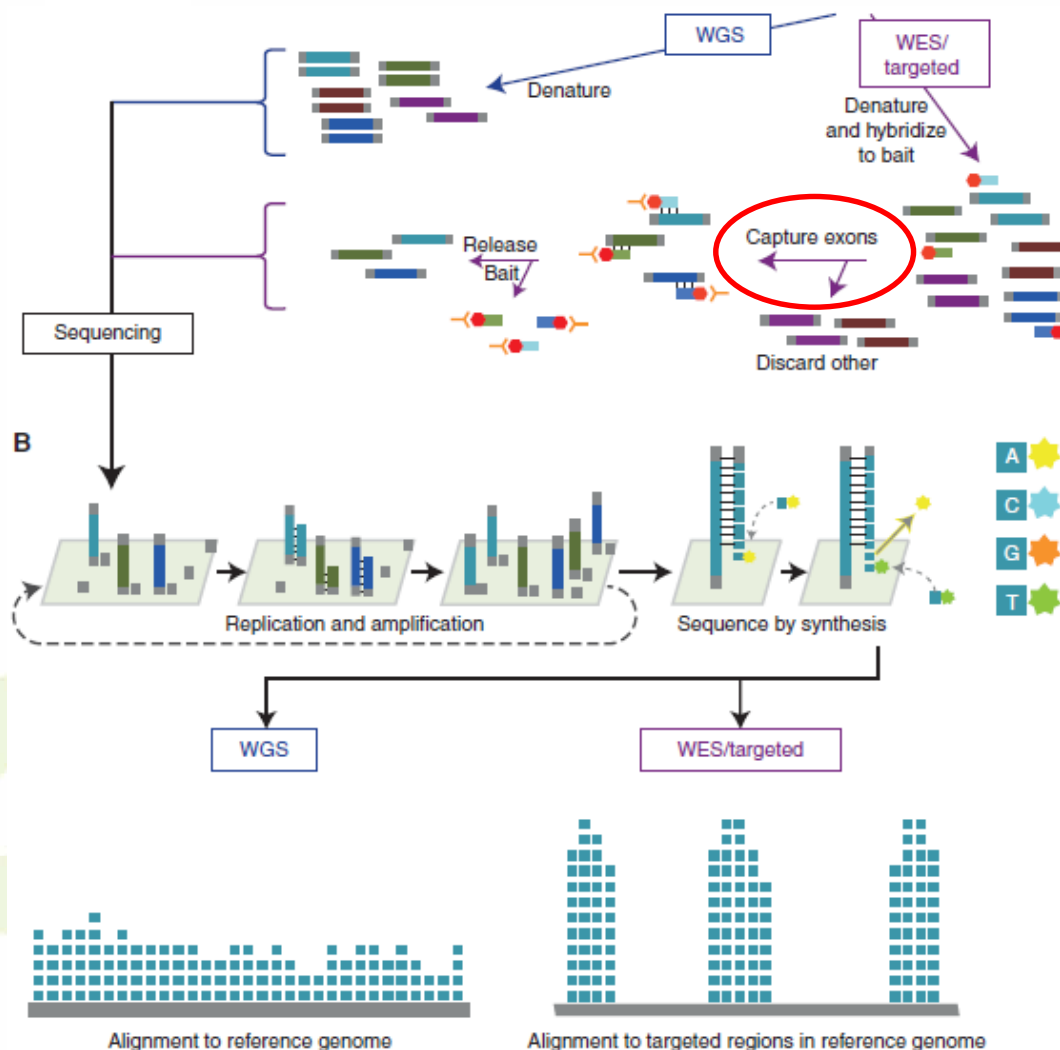 WGS
WES/
targeted
Denature
Denature
and hybridize
to bait
Capture exons
Release
Bait
Discard other
Sequencing
B
A
C
G
T
Replication and amplification
Sequence by synthesis
WGS
WES/targeted
Alignment to reference genome
Alignment to targeted regions in reference genome